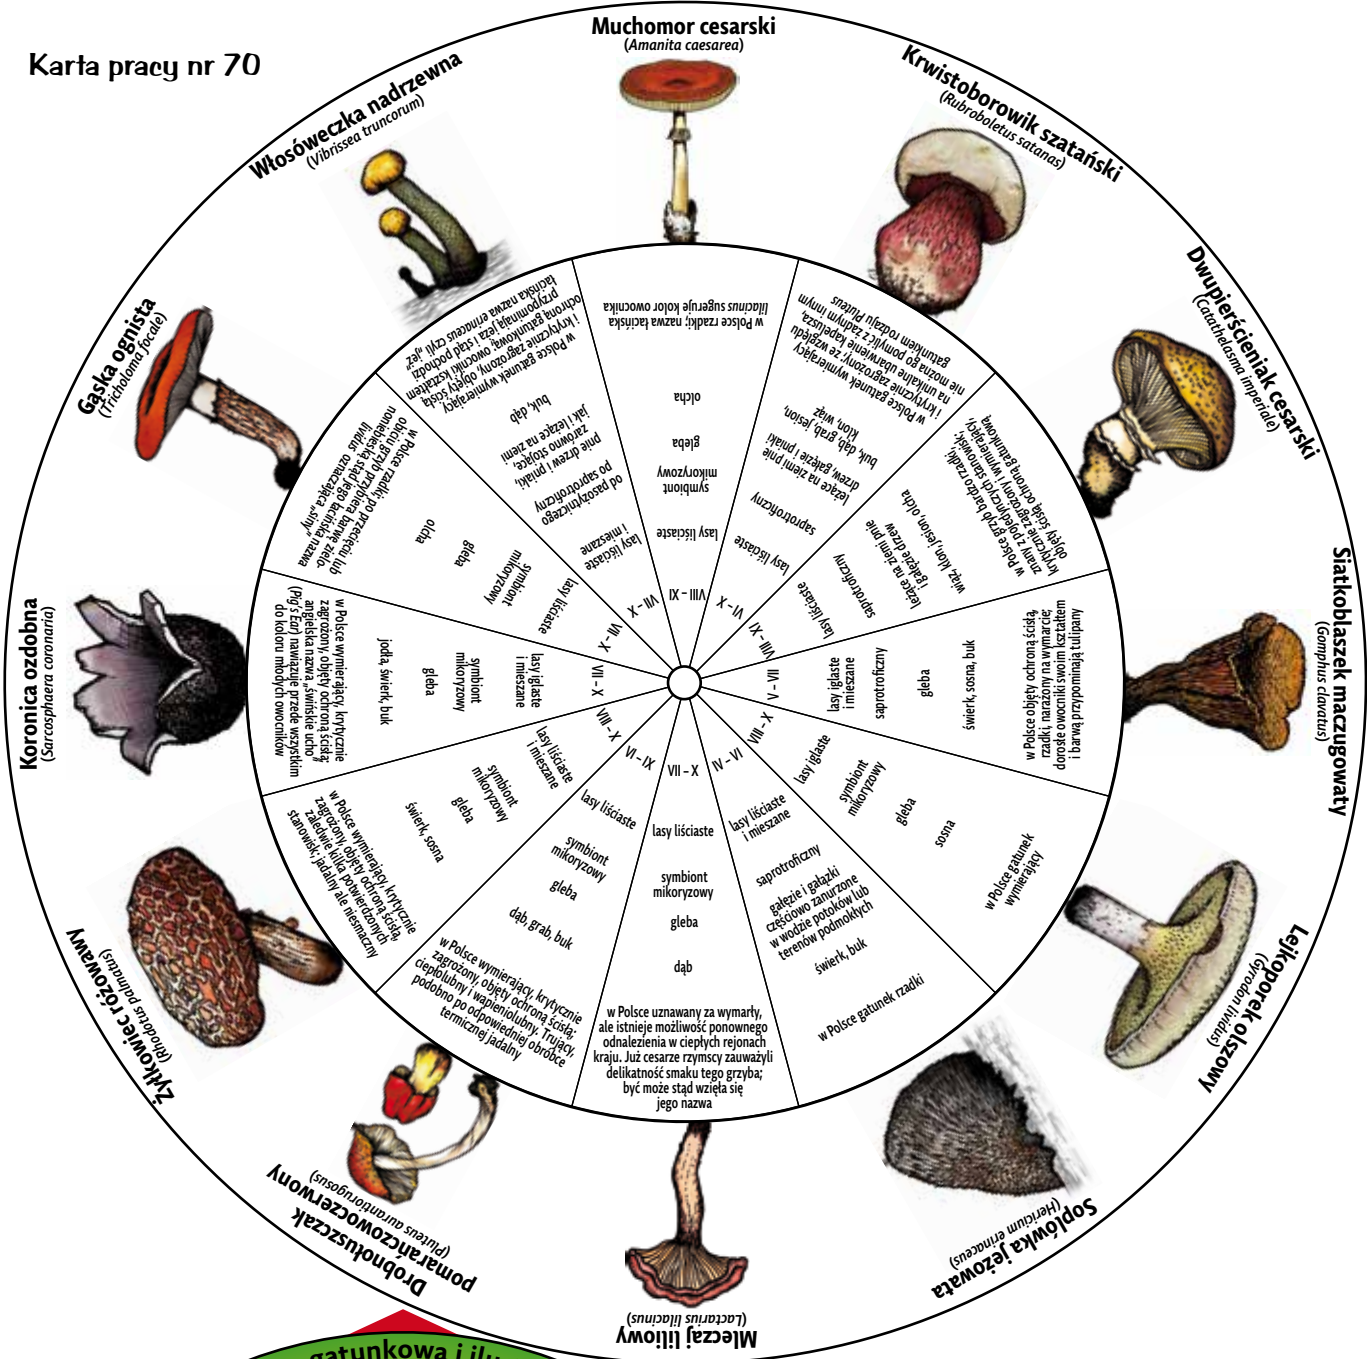 Karta pracy nr 70
Muchomor cesarski
(Amanita caesarea)
Krwistoborowik szatański
(Rubroboletus satanas)
Dwupierścieniak cesarski
(Catathelasma imperiale)
Siatkoblaszek maczugowaty
(Gomphus clavatus)
Lejkoporek olszowy
(Gyrodon lividus)
Soplówka jeżowata
(Hericium erinaceus)
Mleczaj liliowy
(Lactarius lilacinus)
Drobnołuszczak
pomarańczowoczerwony
(Pluteus aurantiorugosus)
Żyłkowiec różowawy
(Rhodotus palmatus)
Koronica ozdobna
(Sarcosphaera coronaria)
Gąska ognista
(Tricholoma focale)
Włosóweczka nadrzewna
(Vibrissea truncorum)
VIII – XI
lasy liściaste
symbiont
mikoryzowy
gleba
olcha
w Polsce rzadki; nazwa łacińska
lilacinus sugeruje kolor owocnika
VI – X
lasy liściaste
saprotroficzny
leżące na ziemi pnie
drzew, gałęzie i pniaki
buk, dąb, grab, jesion,
klon, wiąz
w Polsce gatunek wymierający
i krytycznie zagrożony; ze względu
na unikalne ubarwienie kapelusza,
nie można go pomylić z żadnym innym
gatunkiem rodzaju Pluteus
VIII – XI
lasy liściaste
saprotroficzny
leżące na ziemi pnie
i gałęzie drzew
wiąz, klon, jesion, olcha
w Polsce grzyb bardzo rzadki,
znany z pojedynczych stanowisk;
krytycznie zagrożony i wymierający,
objęty ścisłą ochroną gatunkową
V – VII
lasy iglaste
i mieszane
saprotroficzny
gleba
świerk, sosna, buk
w Polsce objęty ochroną ścisłą,
rzadki, narażony na wymarcie;
dorosłe owocniki swoim kształtem
i barwą przypominają tulipany
VII – X
lasy iglaste
symbiont
mikoryzowy
gleba
sosna
w Polsce gatunek
wymierający
IV – VI
lasy liściaste
i mieszane
saprotroficzny
gałęzie i gałązki
częściowo zanurzone
w wodzie potoków lub
terenów podmokłych
świerk, buk
w Polsce gatunek rzadki
VII – X
lasy liściaste
symbiont
mikoryzowy
gleba
dąb
w Polsce uznawany za wymarły,
ale istnieje możliwość ponownego
odnalezienia w ciepłych rejonach
kraju. Już cesarze rzymscy zauważyli
delikatność smaku tego grzyba;
być może stąd wzięła się
jego nazwa
VI – IX
lasy liściaste
symbiont
mikoryzowy
gleba
dąb, grab, buk
w Polsce wymierający, krytycznie
zagrożony, objęty ochroną ścisłą;
ciepłolubny i wapieniolubny. Trujący,
podobno po odpowiedniej obróbce
termicznej jadalny
VIII – X
lasy liściaste
i mieszane
symbiont
mikoryzowy
gleba
świerk, sosna
w Polsce wymierający, krytycznie
zagrożony, objęty ochroną ścisłą,
zaledwie kilka potwierdzonych
stanowisk; jadalny ale niesmaczny
VIII – X
lasy iglaste
i mieszane
symbiont
mikoryzowy
gleba
jodła, świerk, buk
w Polsce wymierający, krytycznie
zagrożony, objęty ochroną ścisłą;
angielska nazwa „świńskie ucho”
(Pig's Ear) nawiązuje przede wszystkim
do koloru młodych owocników
VII – X
lasy liściaste
symbiont
mikoryzowy
gleba
olcha
w Polsce rzadki; po przecięciu lub
obiciu grzyb przybiera barwę zielo-
noniebieską stąd jego łacińska nazwa
lividus oznaczająca „siny”
VII – X
lasy liściaste
i mieszane
od pasożytniczego
po saprotroficzny
pnie drzew i pniaki,
zarówno stojące,
jak i leżące na ziemi
buk, dąb
w Polsce gatunek wymierający
i krytycznie zagrożony, objęty ścisłą
ochroną gatunkową; owocniki kształtem
przypominają jeża i stąd pochodzi
łacińska nazwa erinaceus czyli „jeż”
gatunkowa i